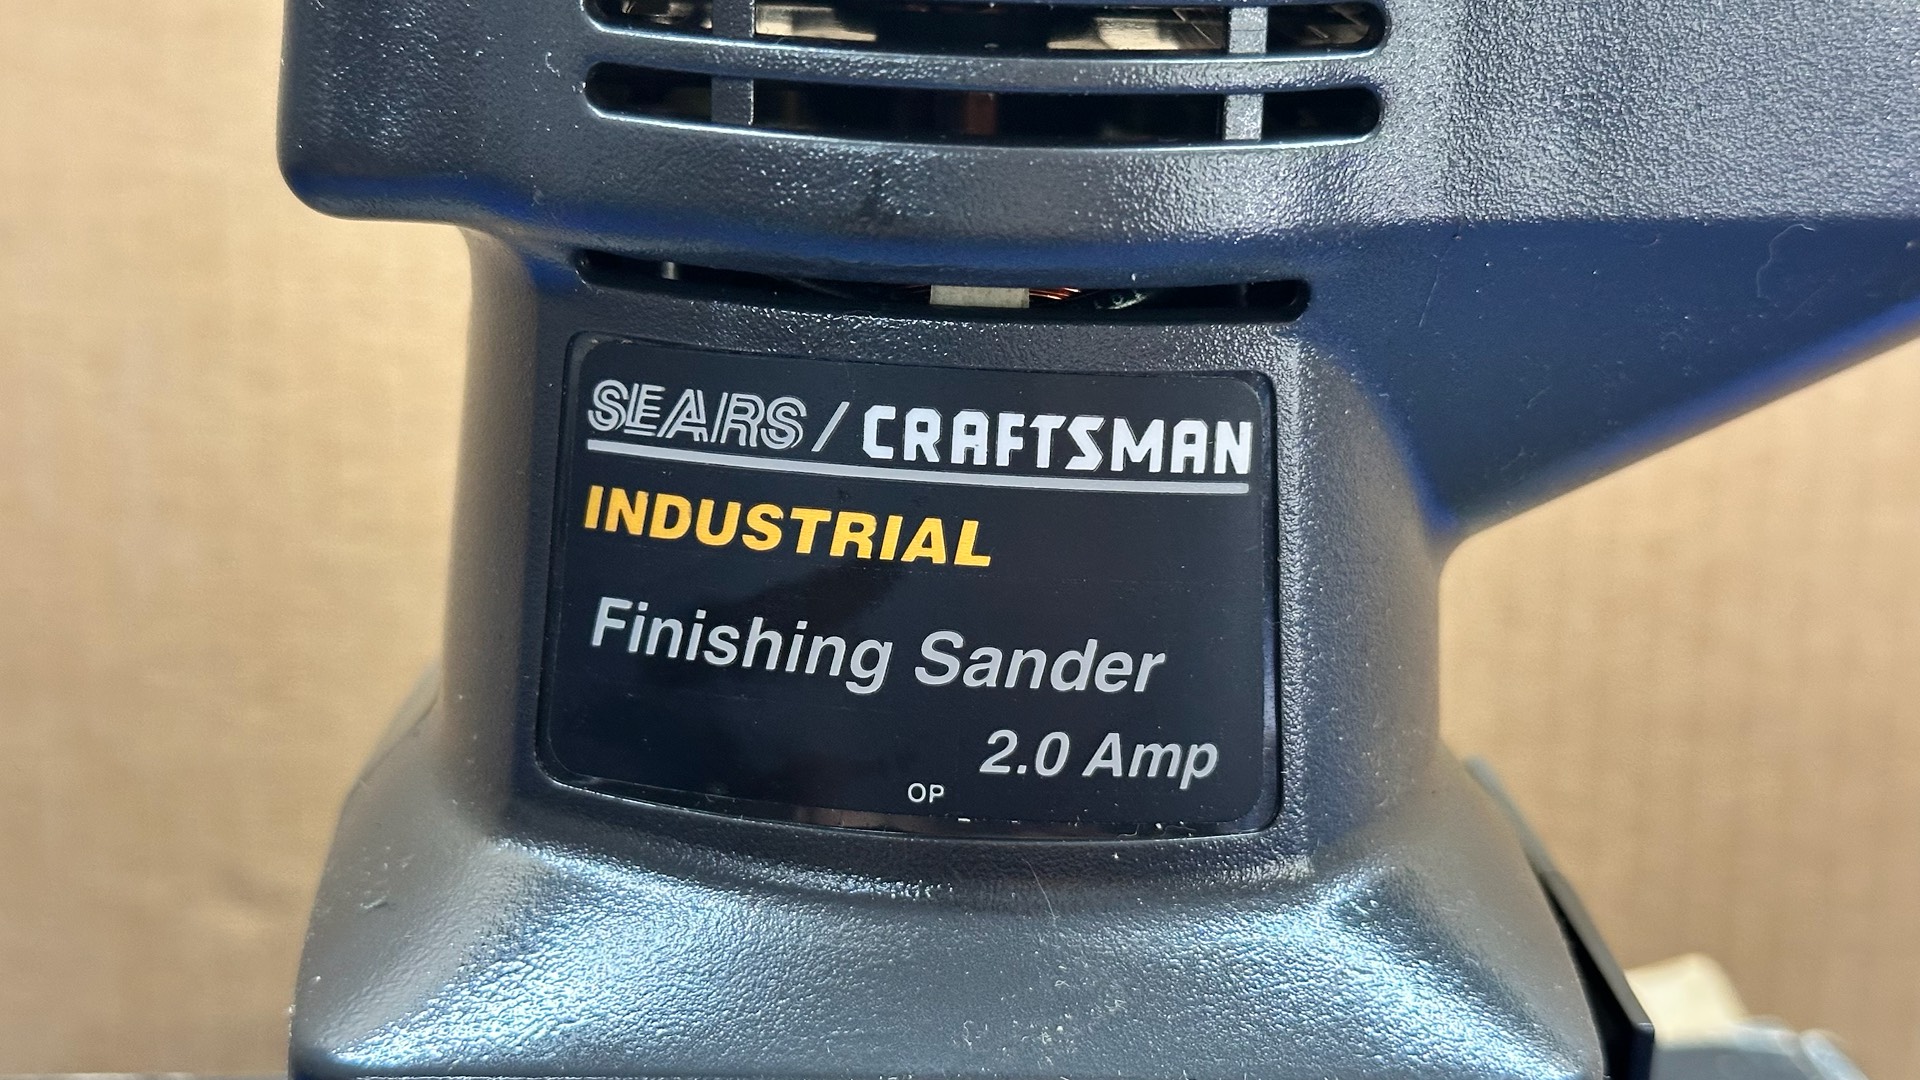 SEARS / CRAFTSMAN
INDUSTRIAL
Finishing Sander
2.0 Amp
OP